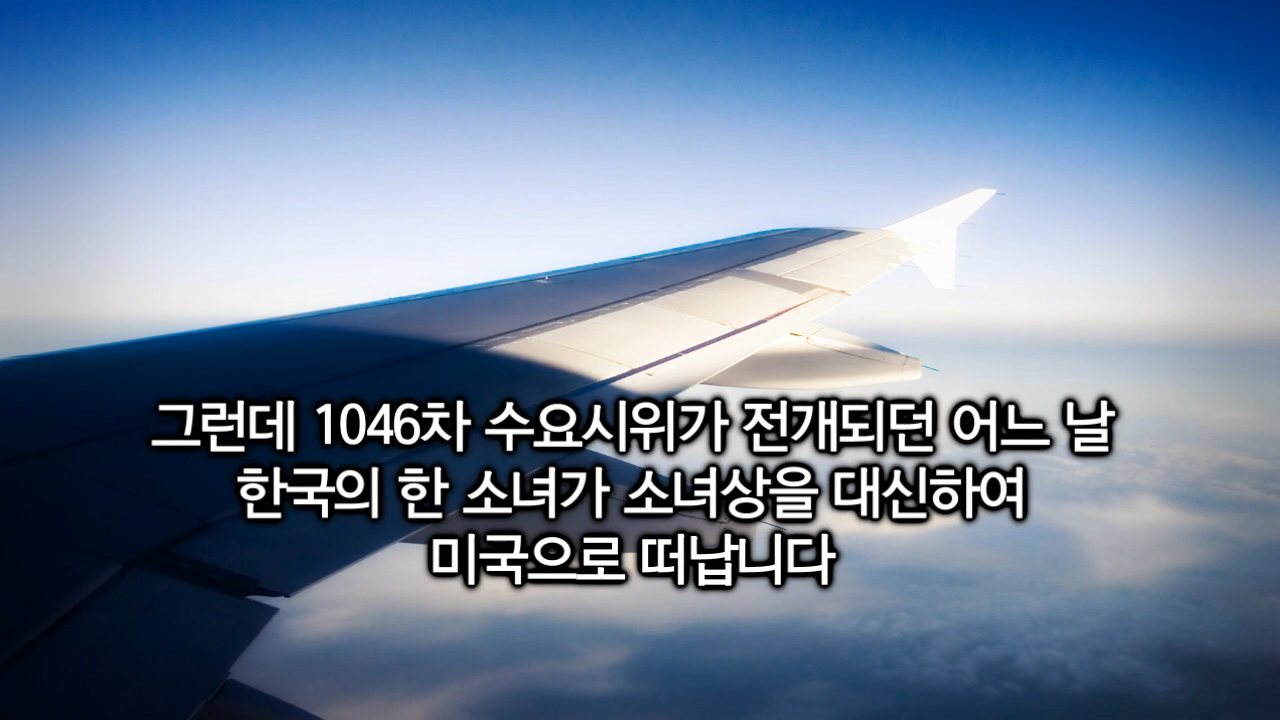 그런데 1046차 수요시위가 전개되던 어느 날
한국의 한 소녀가 소녀상을 대신하여
미국으로 떠납니다